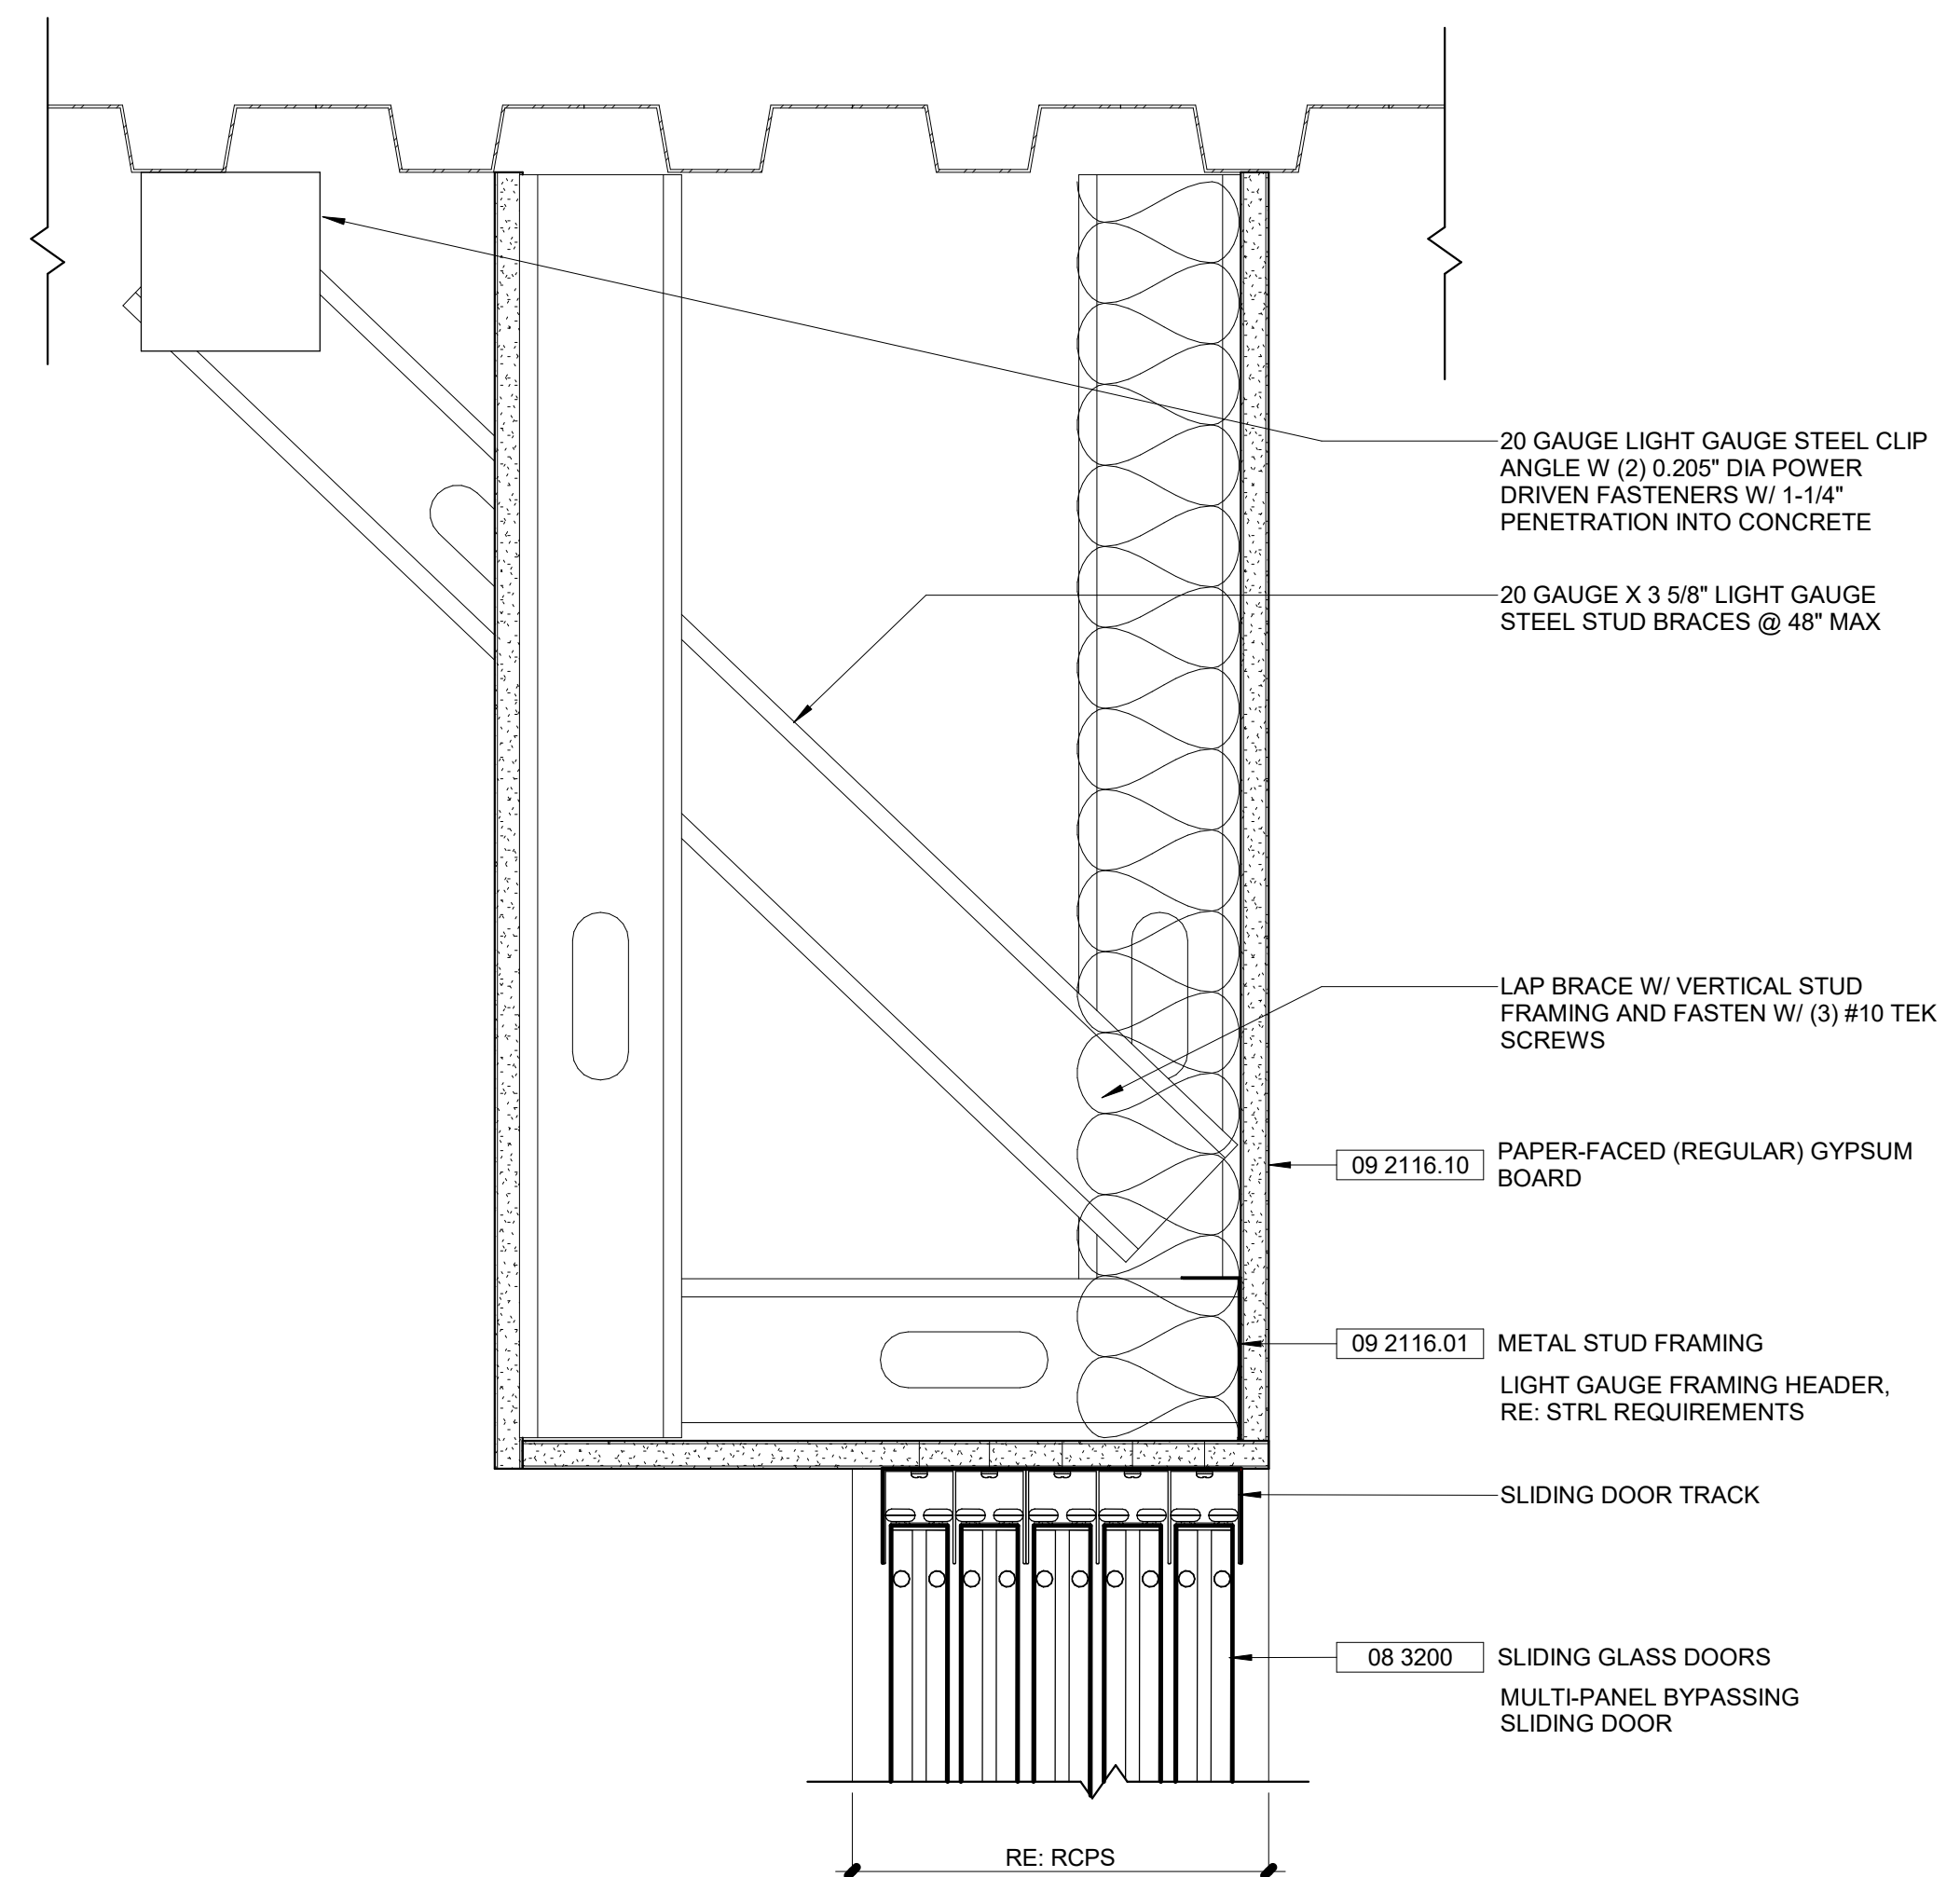 20 GAUGE LIGHT GAUGE STEEL CLIP
ANGLE W (2) 0.205" DIA POWER
DRIVEN FASTENERS W/ 1-1/4"
PENETRATION INTO CONCRETE
20 GAUGE X 3 5/8" LIGHT GAUGE
STEEL STUD BRACES @ 48" MAX
LAP BRACE W/ VERTICAL STUD
FRAMING AND FASTEN W/ (3) #10 TEK
SCREWS
09 2116.10 PAPER-FACED (REGULAR) GYPSUM
BOARD
09 2116.01 METAL STUD FRAMING
LIGHT GAUGE FRAMING HEADER,
RE: STRL REQUIREMENTS
SLIDING DOOR TRACK
08 3200 SLIDING GLASS DOORS
MULTI-PANEL BYPASSING
SLIDING DOOR
RE: RCPS